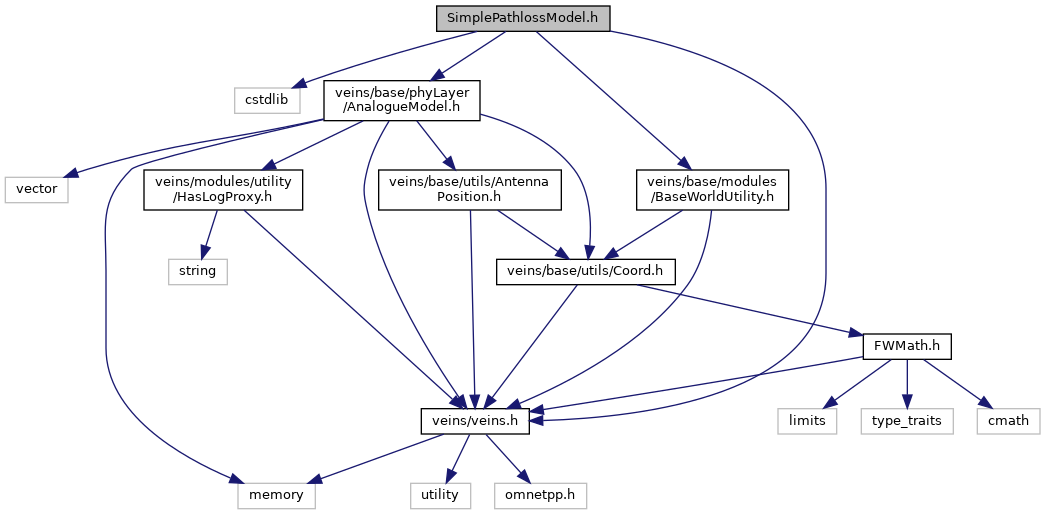 SimplePathlossModel.h
cstdlib
veins/base/phyLayer
/AnalogueModel.h
vector
veins/modules/utility
/HasLogProxy.h
veins/base/utils/Antenna
Position.h
veins/base/modules
/BaseWorldUtility.h
string
veins/base/utils/Coord.h
FWMath.h
veins/veins.h
limits
type_traits
cmath
memory
utility
omnetpp.h